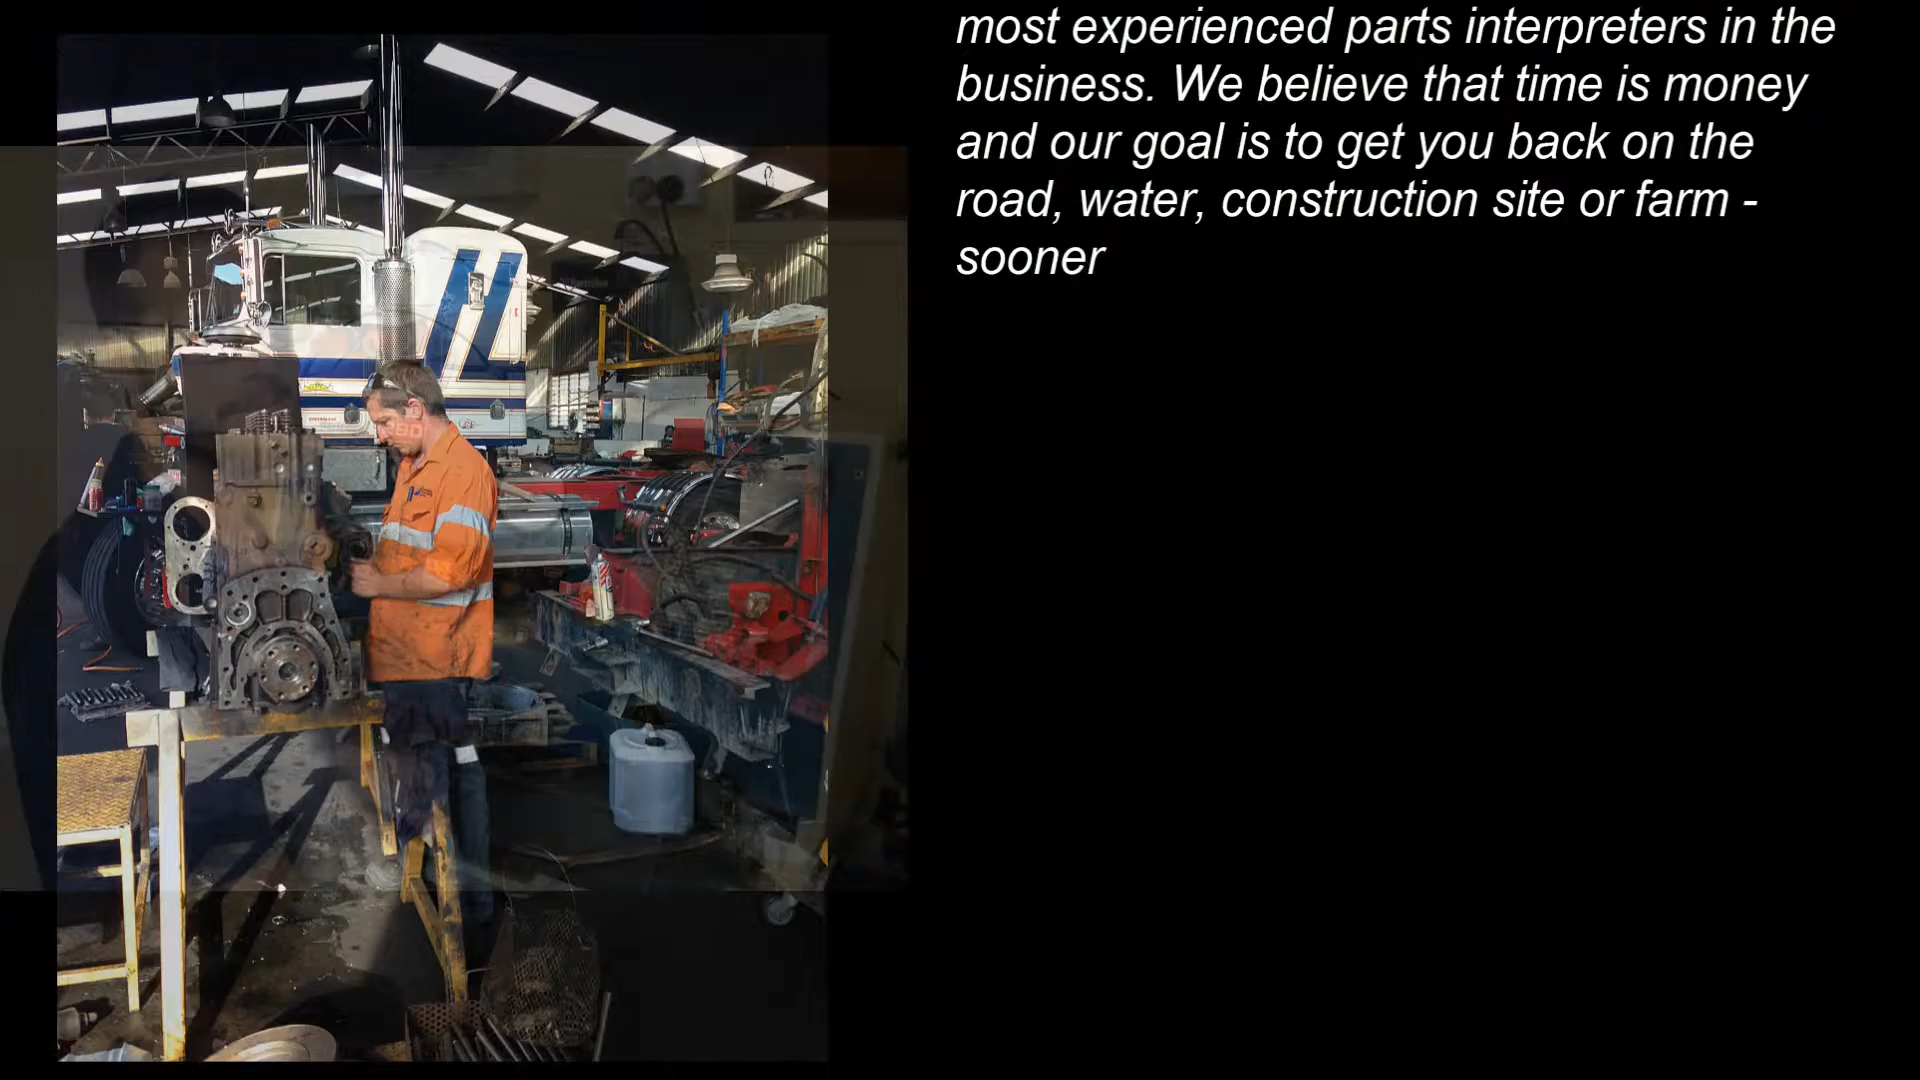 most experienced parts interpreters in the
business. We believe that time is money
and our goal is to get you back on the
road, water, construction site or farm -
sooner